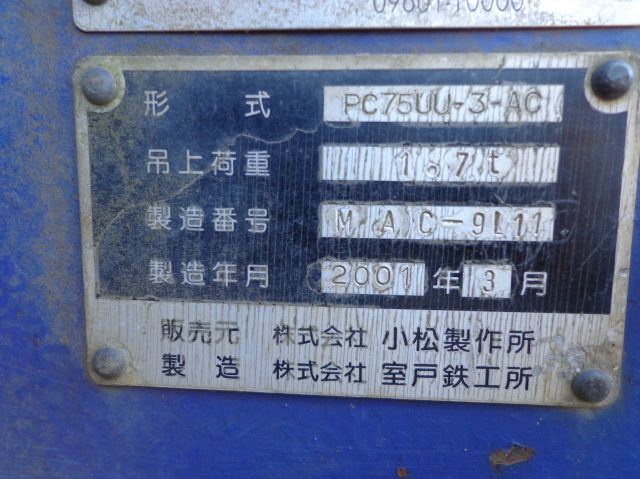 形式 PC75UU-3-AC
吊上荷重 1.7t
製造番号 MAC-9L11
製造年月 2001年3月
販売元 株式会社 小松製作所
製造 株式会社 室戸鉄工所